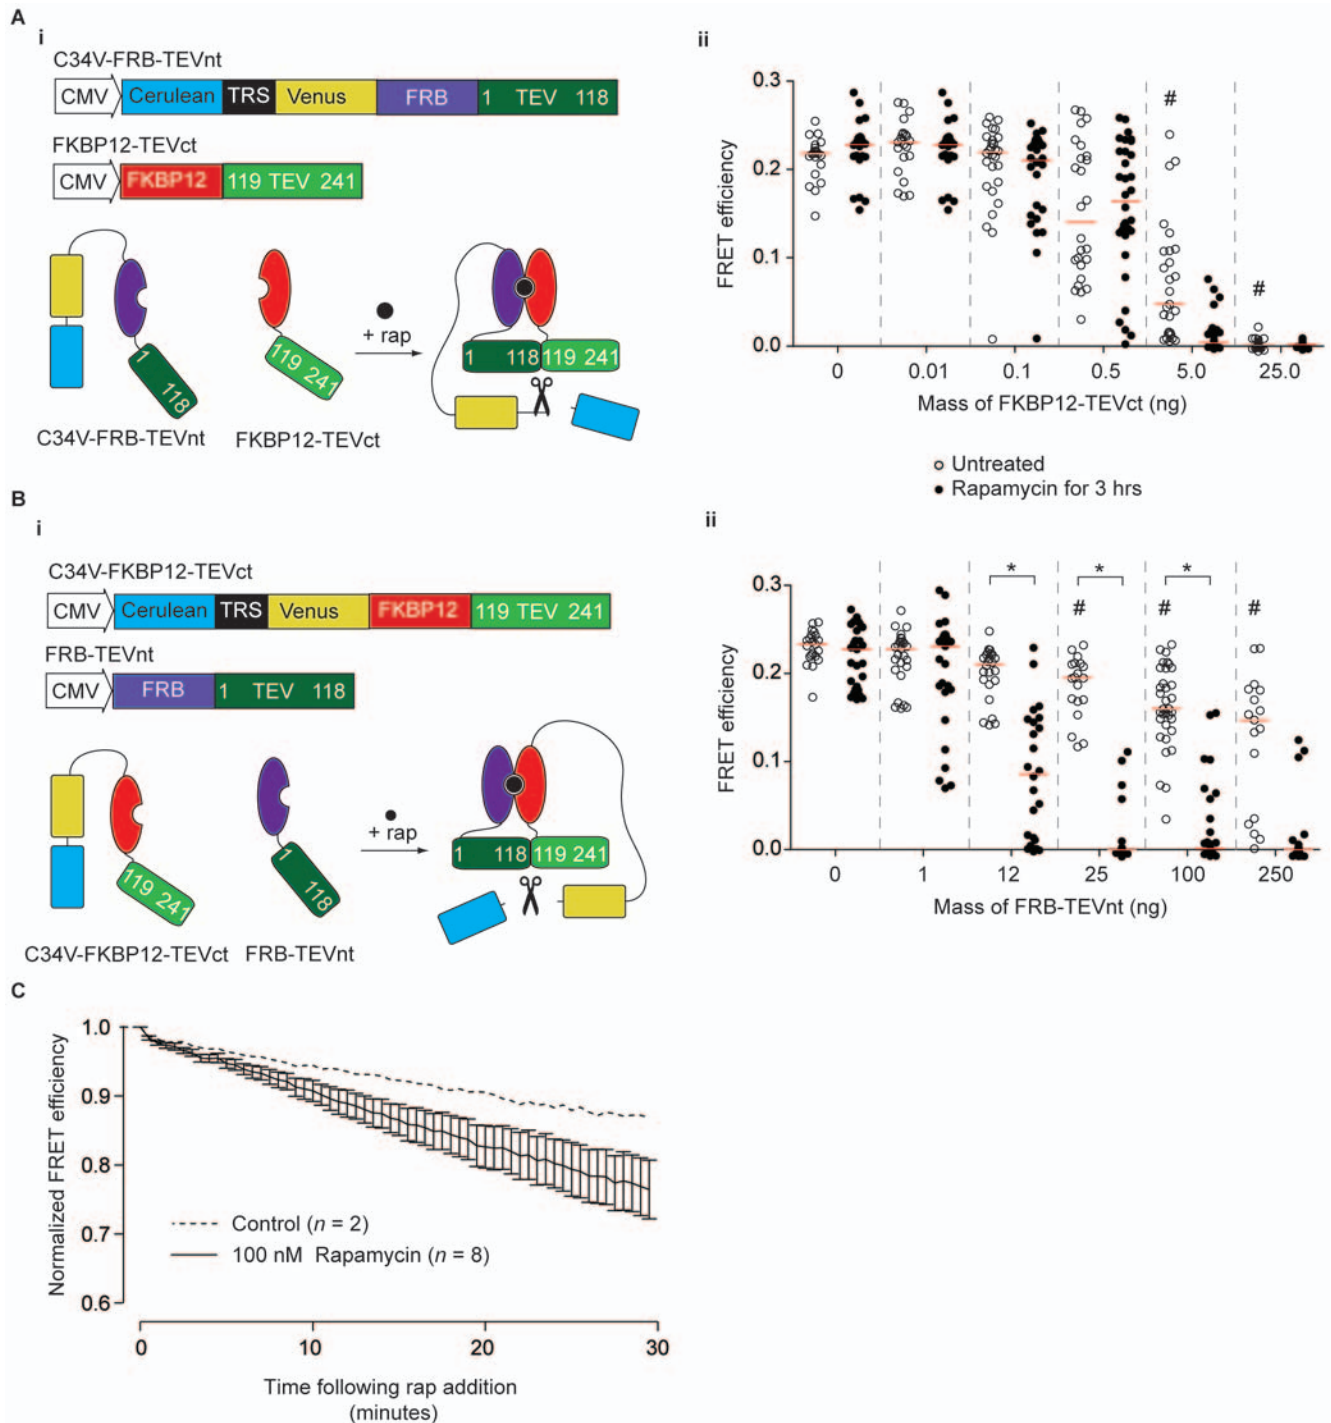 A
i
C34V-FRB-TEVnt
CMV Cerulean TRS Venus FRB 1 TEV 118
FKBP12-TEVct
CMV FKBP12 119 TEV 241
1
118
119 241
+ rap
1 118 119 241
C34V-FRB-TEVnt FKBP12-TEVct
ii
FRET efficiency
0.3
0.2
0.1
0.0
# #
0 0.01 0.1 0.5 5.0 25.0
Mass of FKBP12-TEVct (ng)
Untreated
Rapamycin for 3 hrs
B
i
C34V-FKBP12-TEVct
CMV Cerulean TRS Venus FKBP12 119 TEV 241
FRB-TEVnt
CMV FRB 1 TEV 118
119 241
1
118
+ rap
1 118 119 241
C34V-FKBP12-TEVct FRB-TEVnt
ii
FRET efficiency
0.3
0.2
0.1
0.0
* * *
# # #
0 1 12 25 100 250
Mass of FRB-TEVnt (ng)
C
Normalized FRET efficiency
1.0
0.9
0.8
0.7
0.6
Control (n = 2)
100 nM Rapamycin (n = 8)
0 10 20 30
Time following rap addition
(minutes)